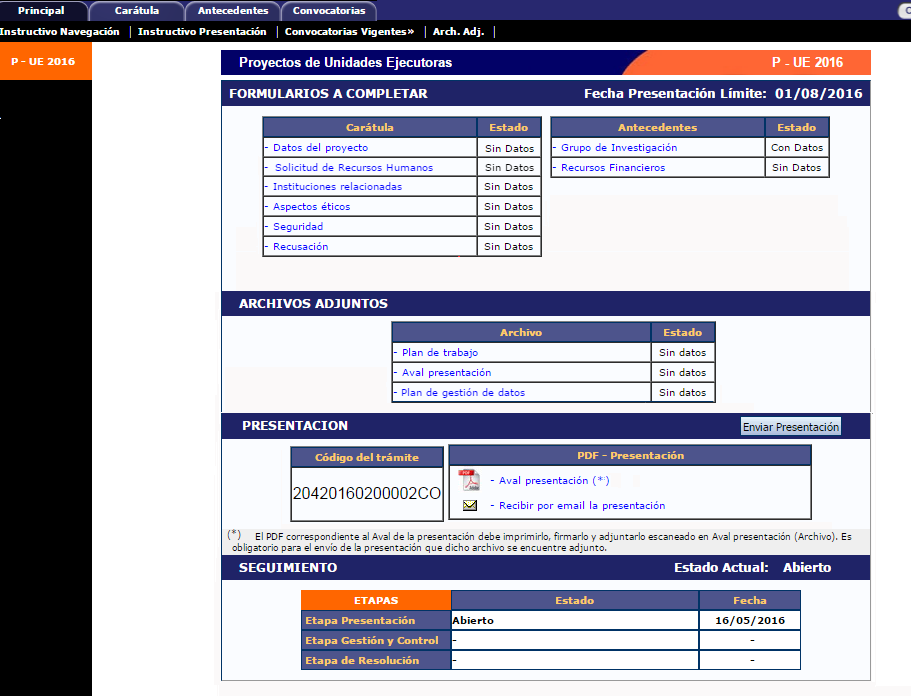 Principal Carátula Antecedentes Convocatorias
Instructivo Navegación | Instructivo Presentación | Convocatorias Vigentes» | Arch. Adj. |
P - UE 2016
Proyectos de Unidades Ejecutoras P - UE 2016
FORMULARIOS A COMPLETAR Fecha Presentación Límite: 01/08/2016
Carátula Estado
- Datos del proyecto Sin Datos
- Solicitud de Recursos Humanos Sin Datos
- Instituciones relacionadas Sin Datos
- Aspectos éticos Sin Datos
- Seguridad Sin Datos
- Recusación Sin Datos
Antecedentes Estado
- Grupo de Investigación Con Datos
- Recursos Financieros Sin Datos
ARCHIVOS ADJUNTOS
Archivo Estado
- Plan de trabajo Sin datos
- Aval presentación Sin datos
- Plan de gestión de datos Sin datos
PRESENTACION Enviar Presentación
Código del trámite
20420160200002CO
PDF - Presentación
- Aval presentación (*)
- Recibir por email la presentación
(*) El PDF correspondiente al Aval de la presentación debe imprimirlo, firmarlo y adjuntarlo escaneado en Aval presentación (Archivo). Es
obligatorio para el envío de la presentación que dicho archivo se encuentre adjunto.
SEGUIMIENTO Estado Actual: Abierto
ETAPAS Estado Fecha
Etapa Presentación Abierto 16/05/2016
Etapa Gestión y Control - -
Etapa de Resolución - -